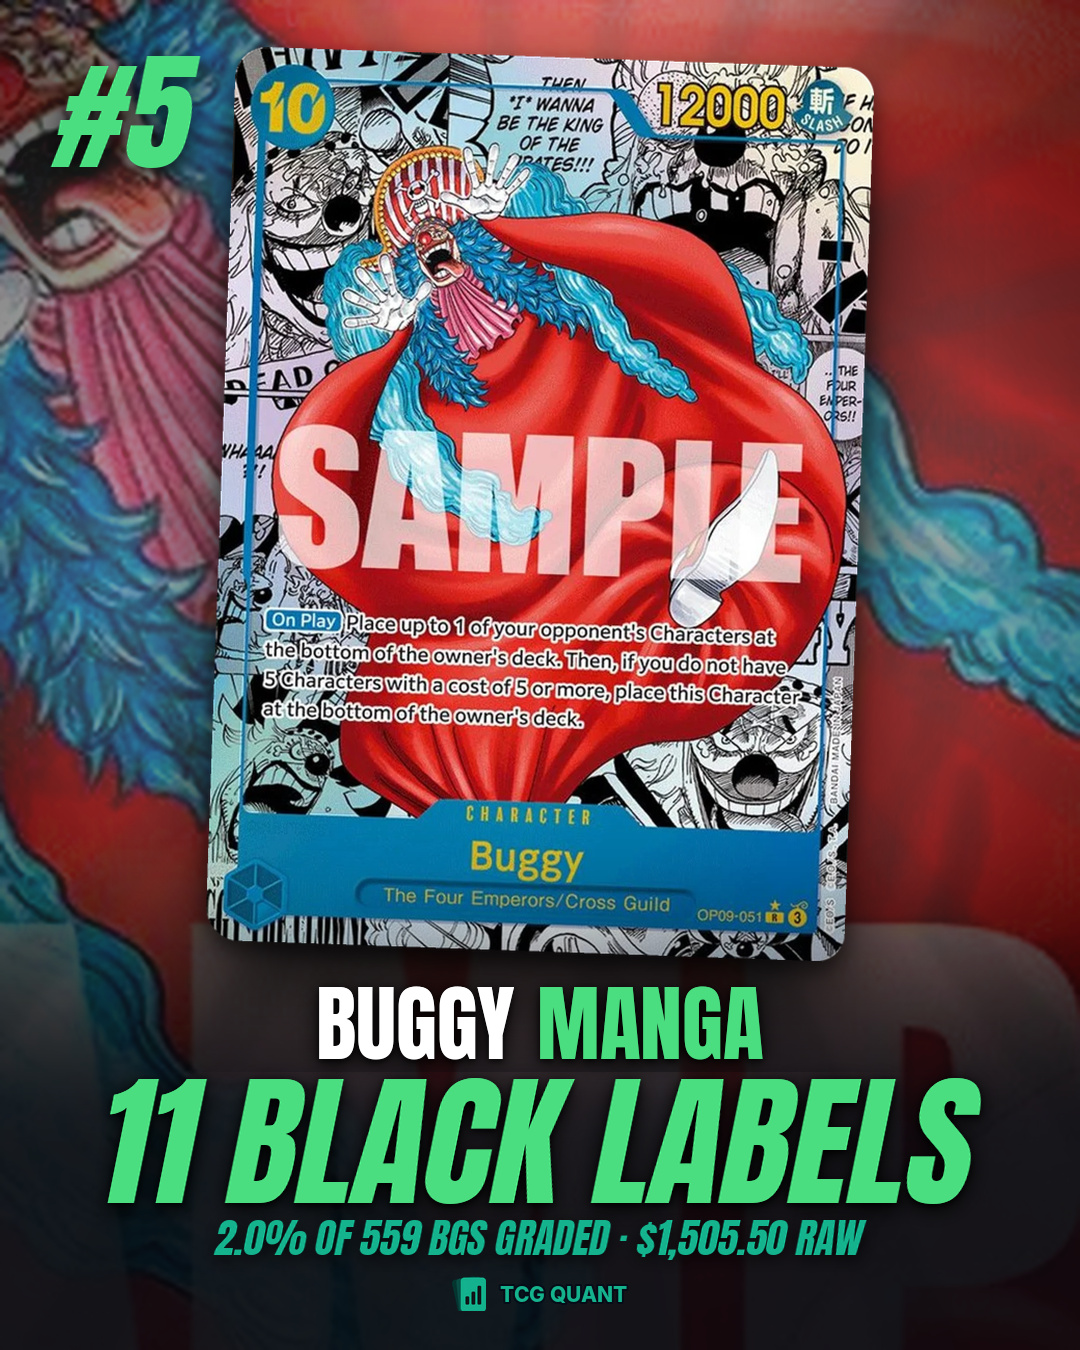 #5
10
12000
斬
SLASH
THEN
"I" WANNA
BE THE KING
OF THE
RATES!!!
DO I
DEAD
...THE
FOUR
EMPER-
ORS!!
SAMPLE
On Play Place up to 1 of your opponent's Characters at
the bottom of the owner's deck. Then, if you do not have
5 Characters with a cost of 5 or more, place this Character
at the bottom of the owner's deck.
BANDAI MADE IN JAPAN
CHARACTER
Buggy
The Four Emperors/Cross Guild
OP09-051 R 3
BUGGY MANGA
11 BLACK LABELS
2.0% OF 559 BGS GRADED · $1,505.50 RAW
TCG QUANT